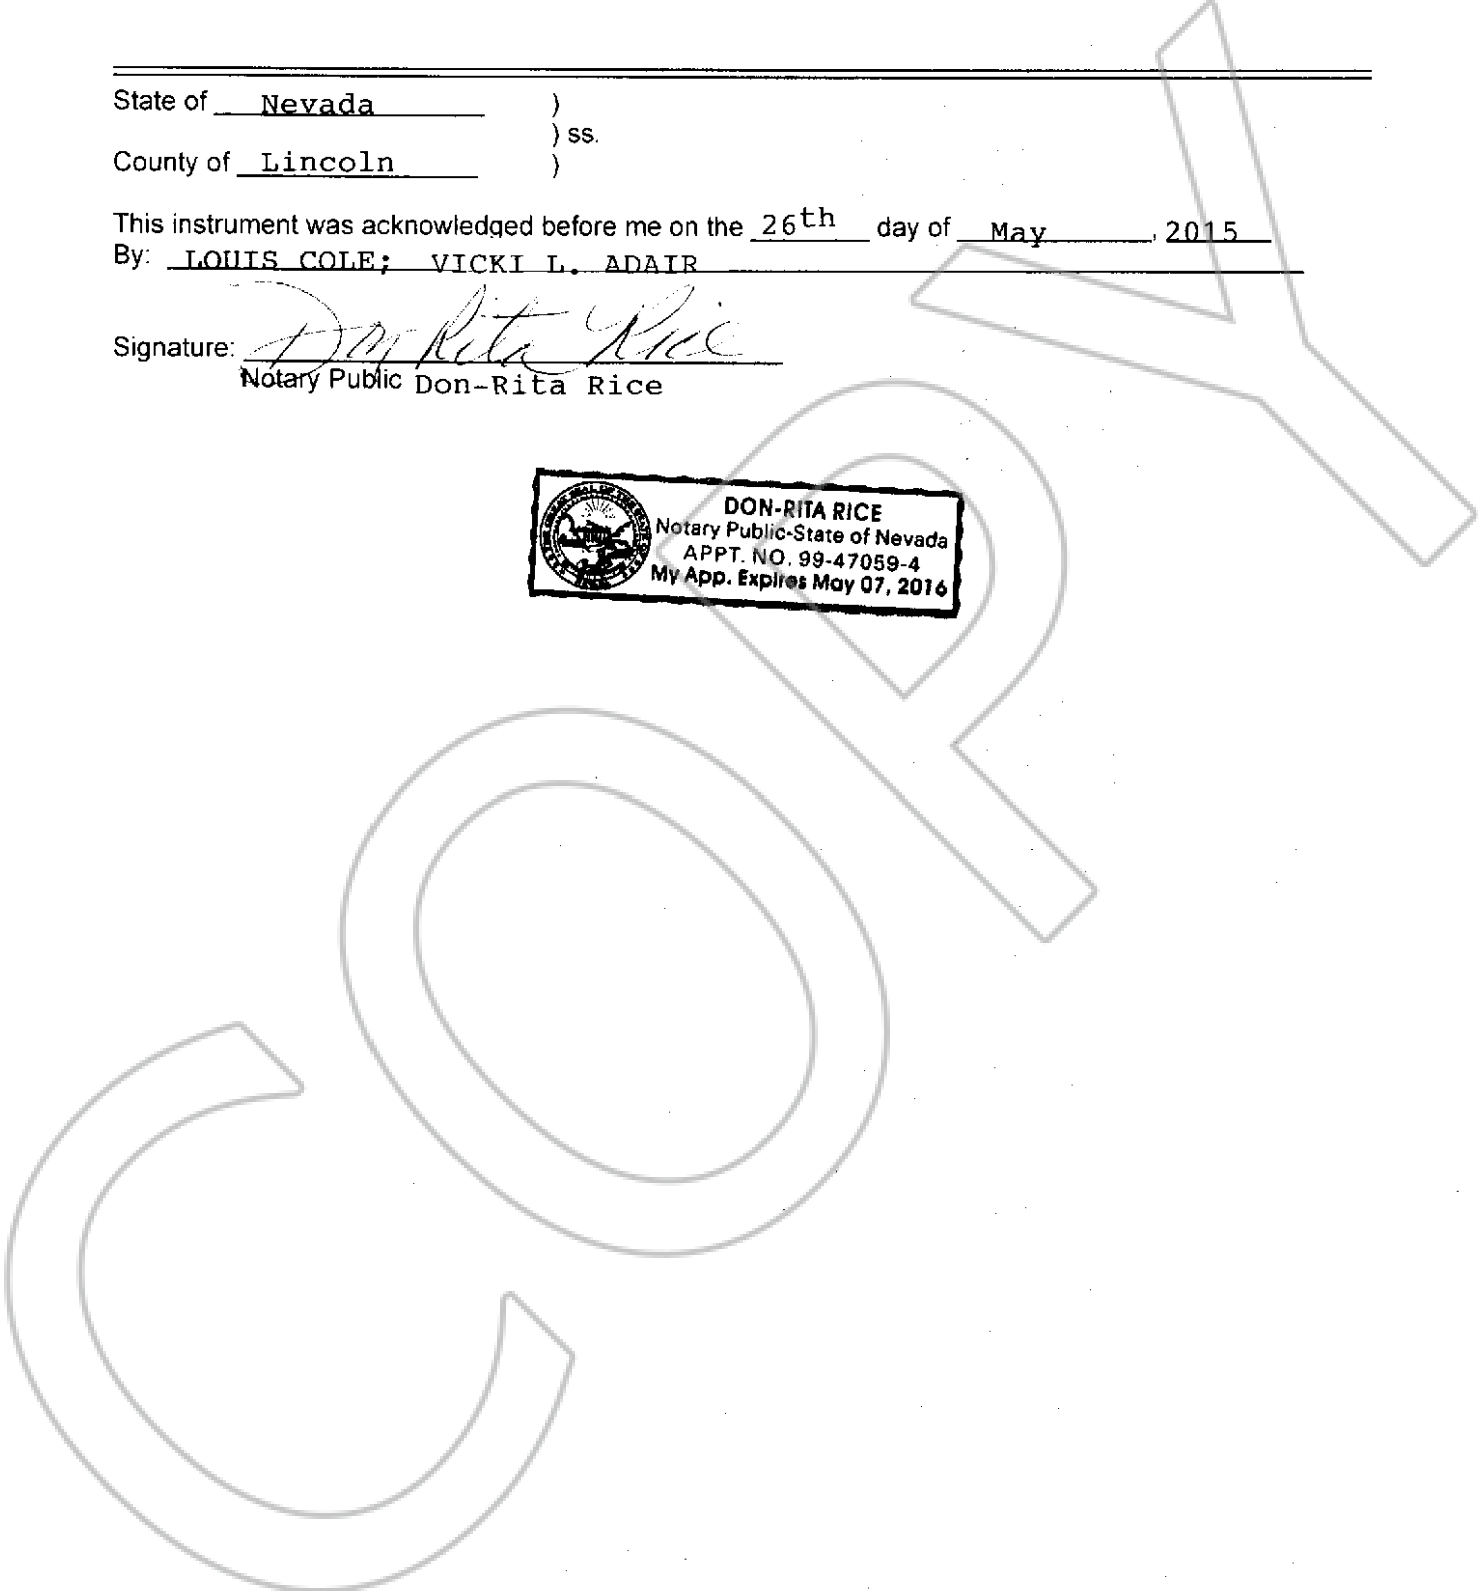 State of Nevada )
) ss.
County of Lincoln )
This instrument was acknowledged before me on the 26th day of May, 2015
By: LOUIS COLE; VICKI L. ADAIR
Signature: Don Rita Rice
Notary Public Don-Rita Rice
DON-RITA RICE
Notary Public-State of Nevada
APPT. NO. 99-47059-4
My App. Expires May 07, 2016
COPY